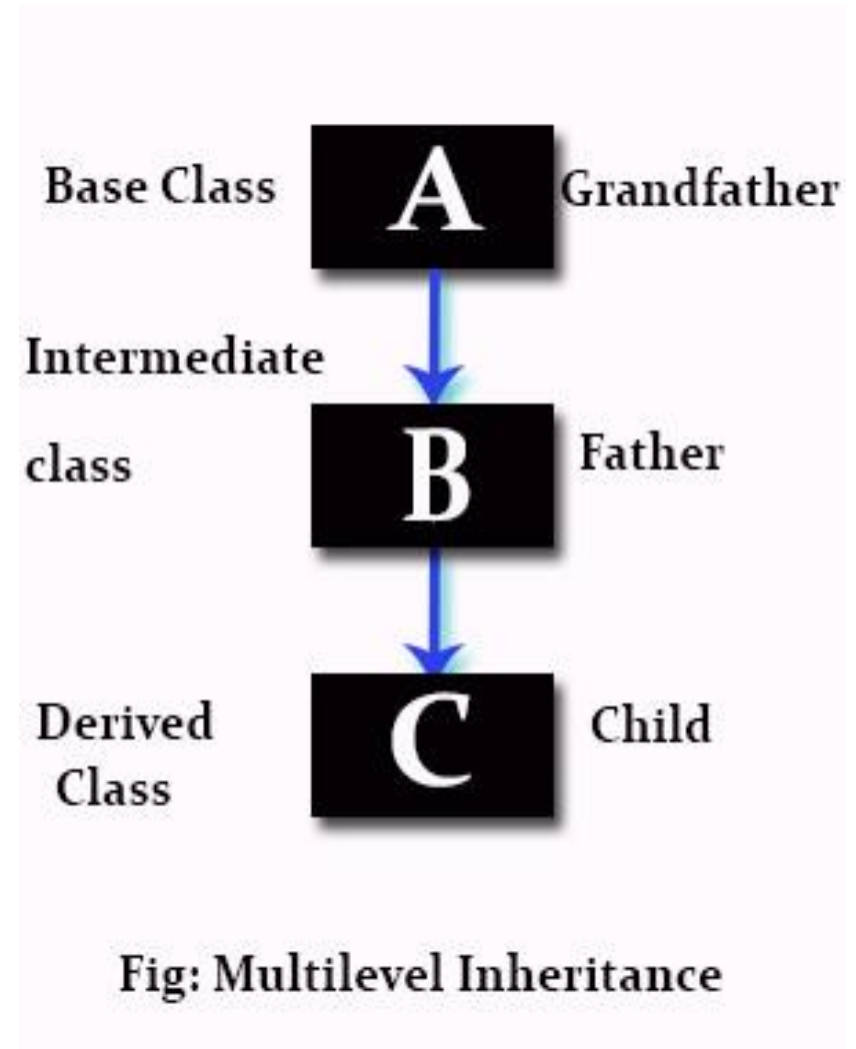 Base Class
A
Grandfather
Intermediate
class
B
Father
Derived
Class
C
Child
Fig: Multilevel Inheritance